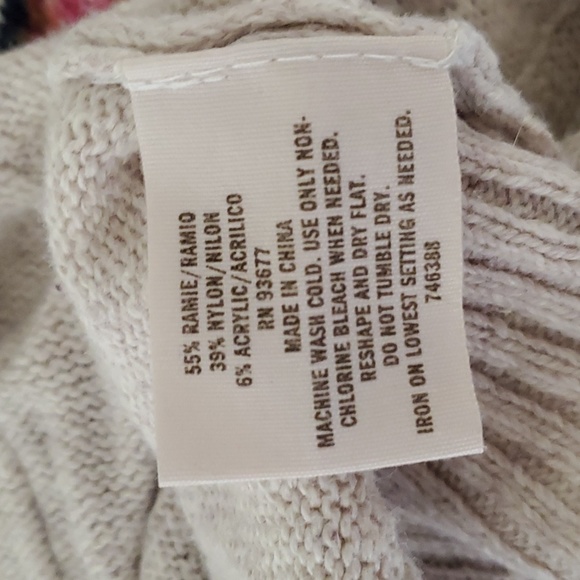 55% RAMIE/RAMIO
39% NYLON/NILON
6% ACRYLIC/ACRILICO
RN 93677
MADE IN CHINA
MACHINE WASH COLD. USE ONLY NON-
CHLORINE BLEACH WHEN NEEDED.
RESHAPE AND DRY FLAT.
DO NOT TUMBLE DRY.
IRON ON LOWEST SETTING AS NEEDED.
746388